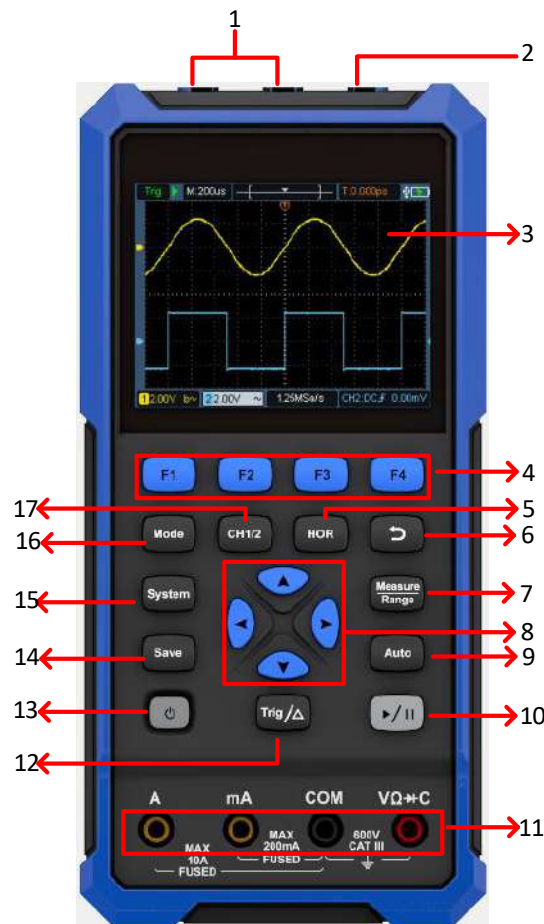 1
2
Trig M:200us T:0.000ps
T
3
1 2.00V 2 2.00V 1.25MSa/s CH2:DC 0.00mV
F1 F2 F3 F4
4
17
5
Mode CH1/2 HOR
16
6
System
Measure
Range
15
7
8
Save
Auto
14
9
13
Trig/△
▶/II
10
12
A mA COM VΩC
11
MAX
10A
FUSED
MAX
200mA
FUSED
600V
CAT III